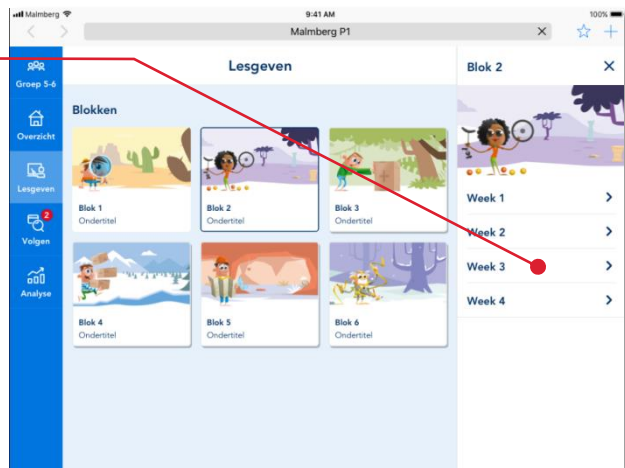 Malmberg
9:41 AM
100%
Malmberg P1
Groep 5-6
Overzicht
Lesgeven
2
Volgen
Analyse
Lesgeven
Blokken
Blok 1
Ondertitel
Blok 2
Ondertitel
Blok 3
Ondertitel
Blok 4
Ondertitel
Blok 5
Ondertitel
Blok 6
Ondertitel
Blok 2
Week 1
Week 2
Week 3
Week 4